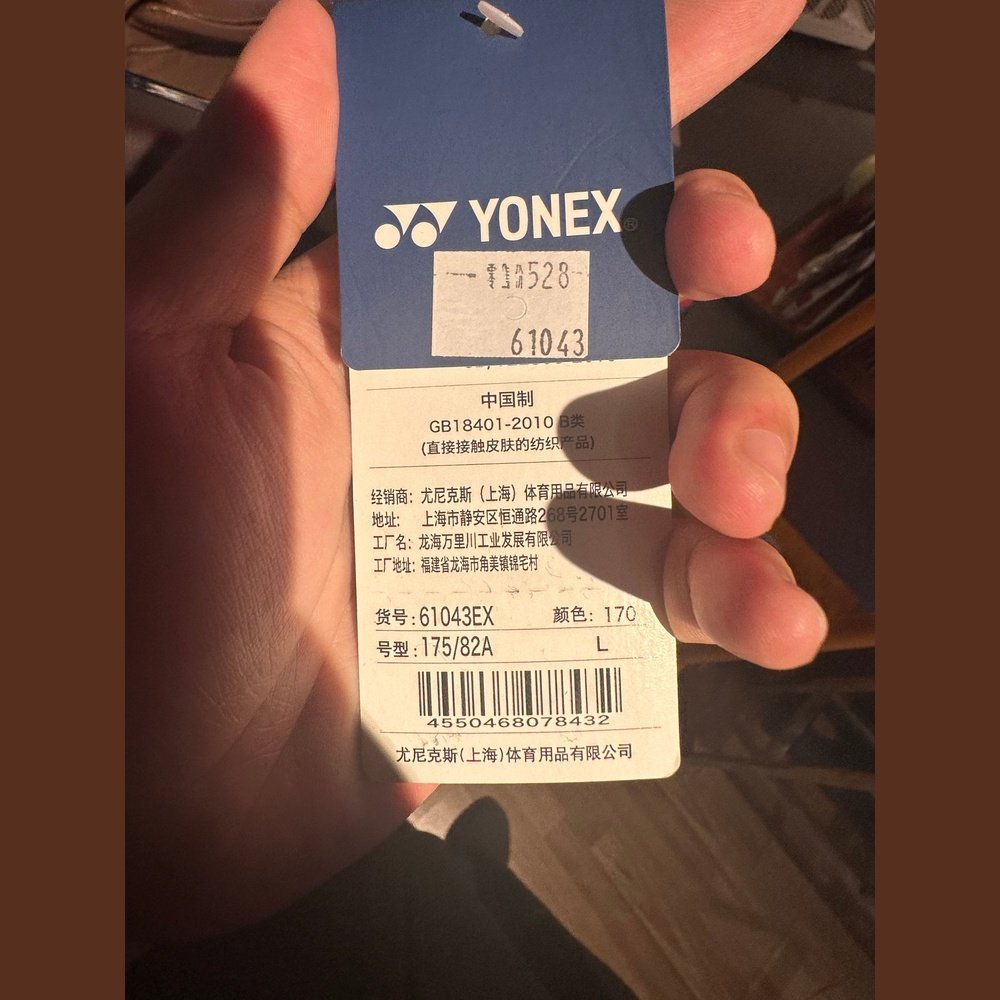 YONEX®
零售价528
61043
中国制
GB18401-2010 B类
(直接接触皮肤的纺织产品)
经销商: 尤尼克斯（上海）体育用品有限公司
地址: 上海市静安区恒通路268号2701室
工厂名: 龙海万里川工业发展有限公司
工厂地址: 福建省龙海市角美镇锦宅村
货号: 61043EX 颜色: 170
号型: 175/82A L
4550468078432
尤尼克斯(上海)体育用品有限公司